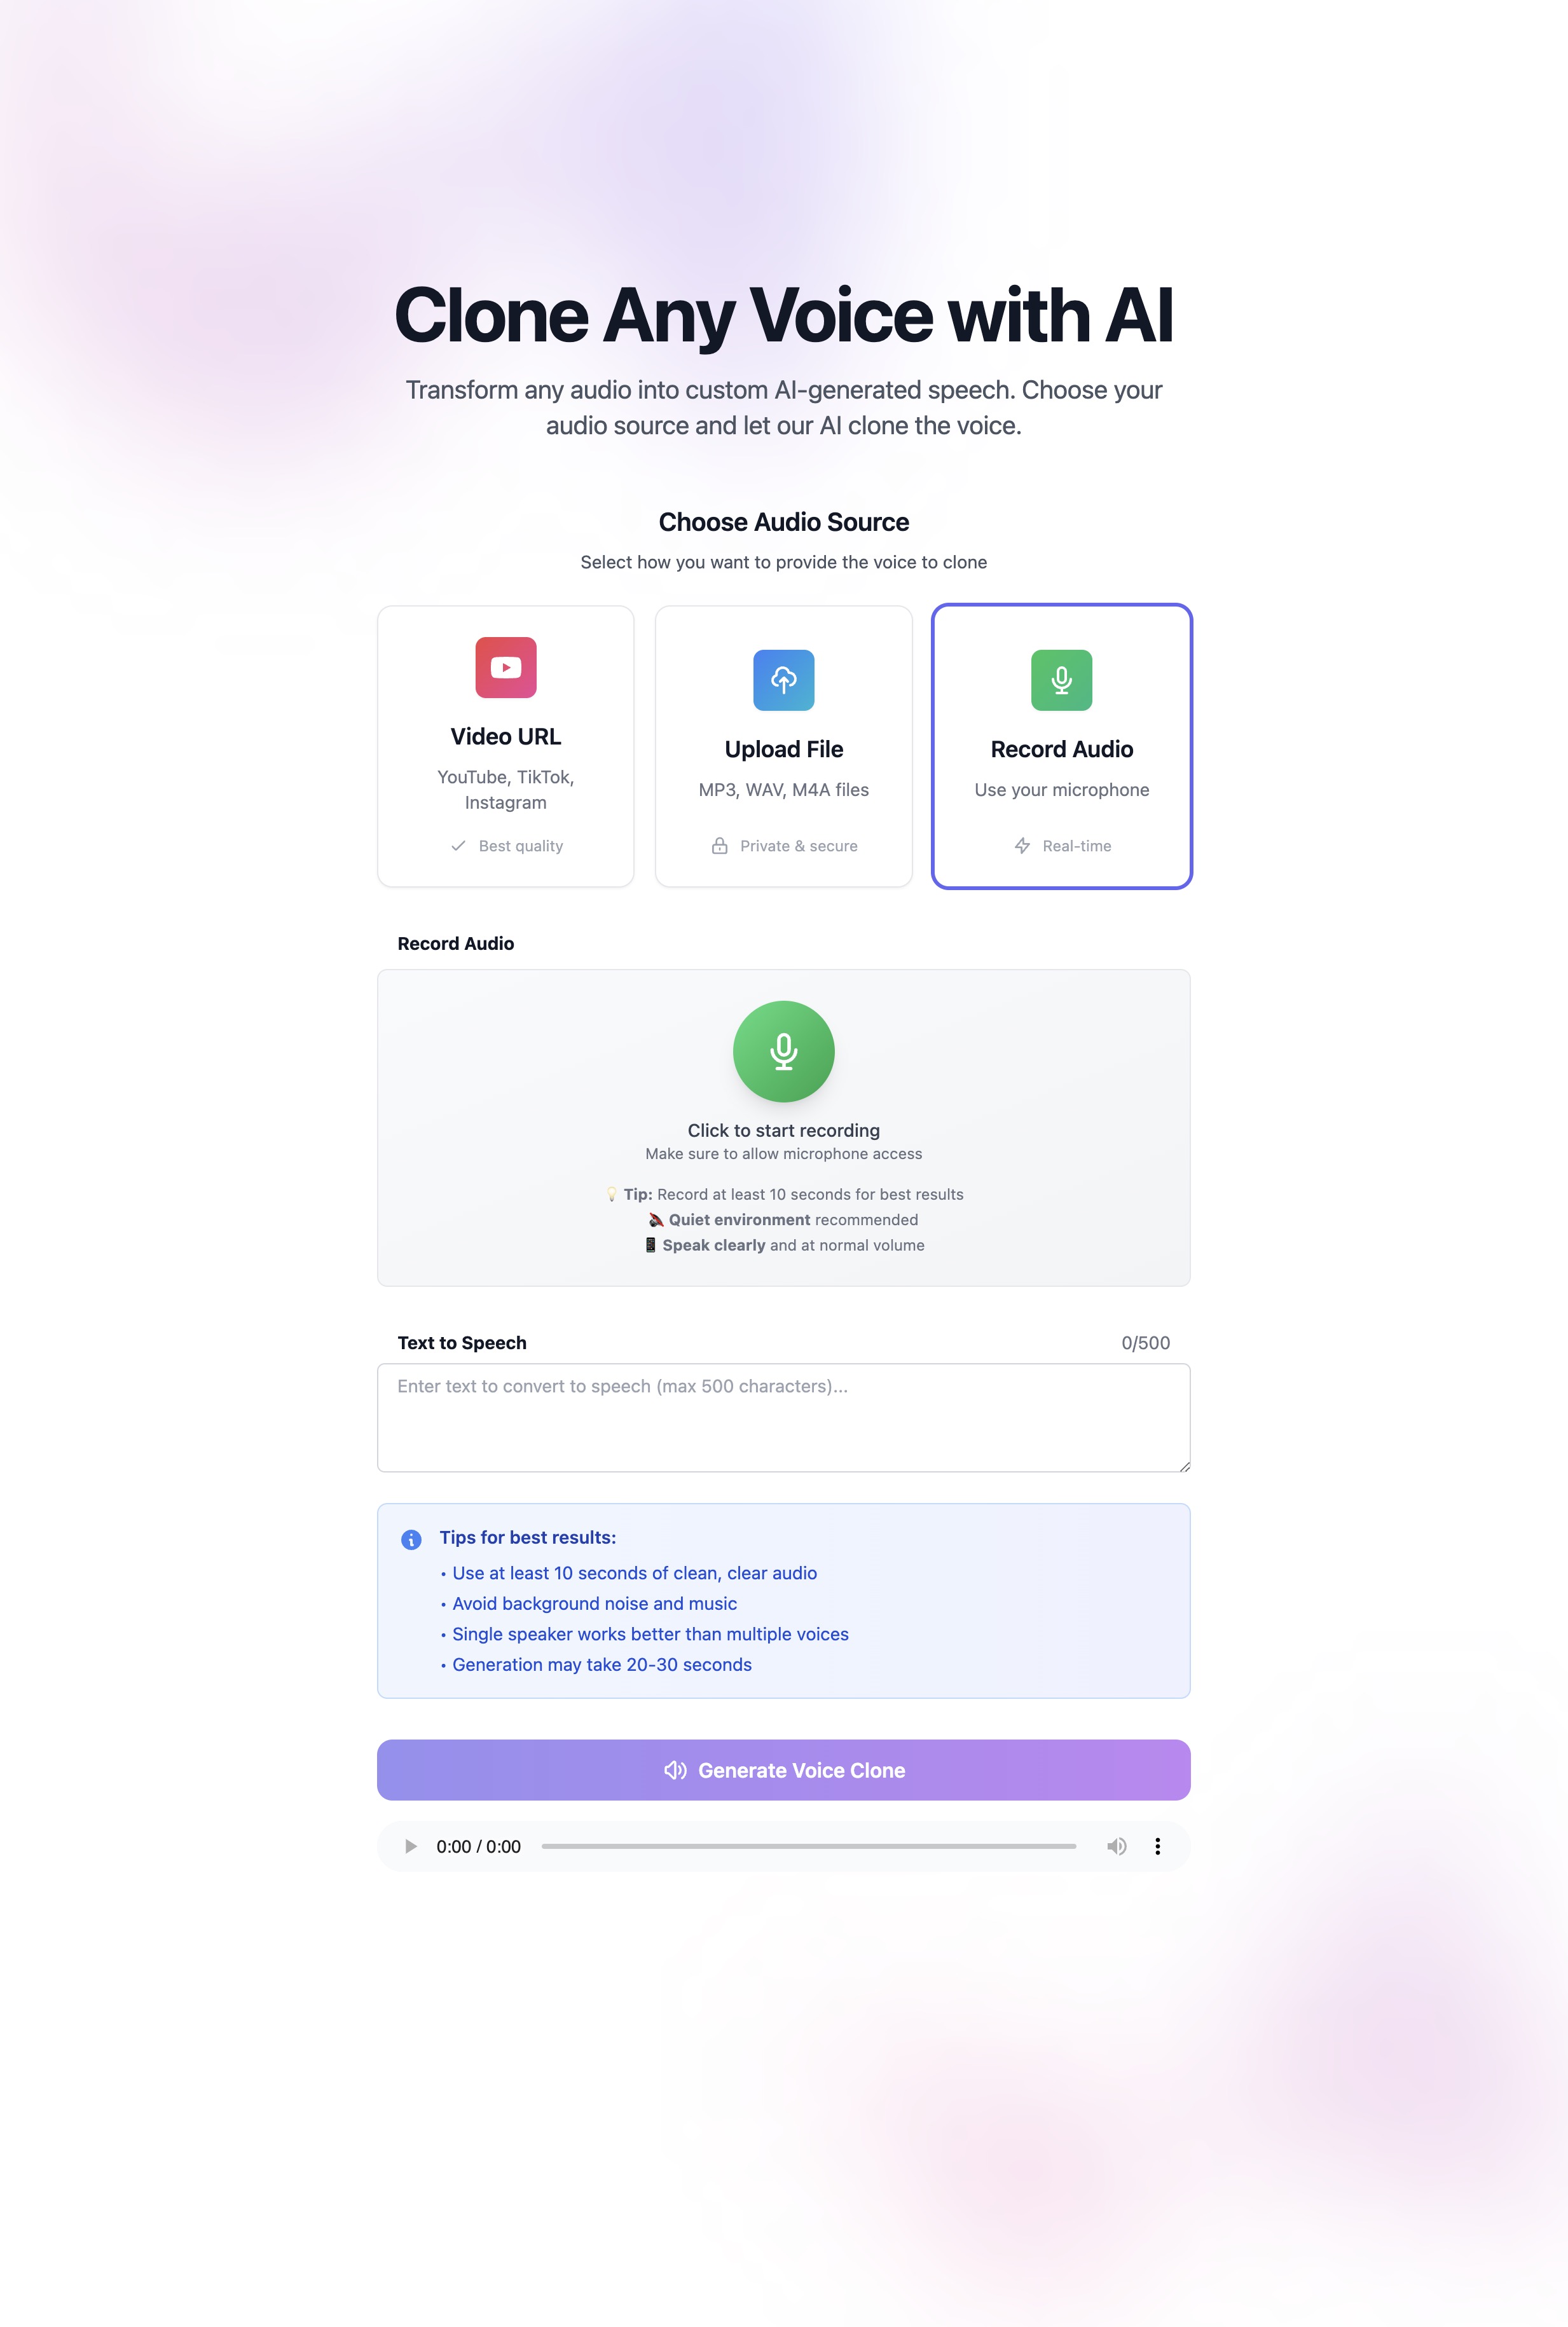 Clone Any Voice with AI
Transform any audio into custom AI-generated speech. Choose your
audio source and let our AI clone the voice.
Choose Audio Source
Select how you want to provide the voice to clone
Video URL
YouTube, TikTok,
Instagram
Best quality
Upload File
MP3, WAV, M4A files
Private & secure
Record Audio
Use your microphone
Real-time
Record Audio
Click to start recording
Make sure to allow microphone access
💡 Tip: Record at least 10 seconds for best results
🔌 Quiet environment recommended
📱 Speak clearly and at normal volume
Text to Speech 0/500
Enter text to convert to speech (max 500 characters)...
Tips for best results:
• Use at least 10 seconds of clean, clear audio
• Avoid background noise and music
• Single speaker works better than multiple voices
• Generation may take 20-30 seconds
Generate Voice Clone
0:00 / 0:00